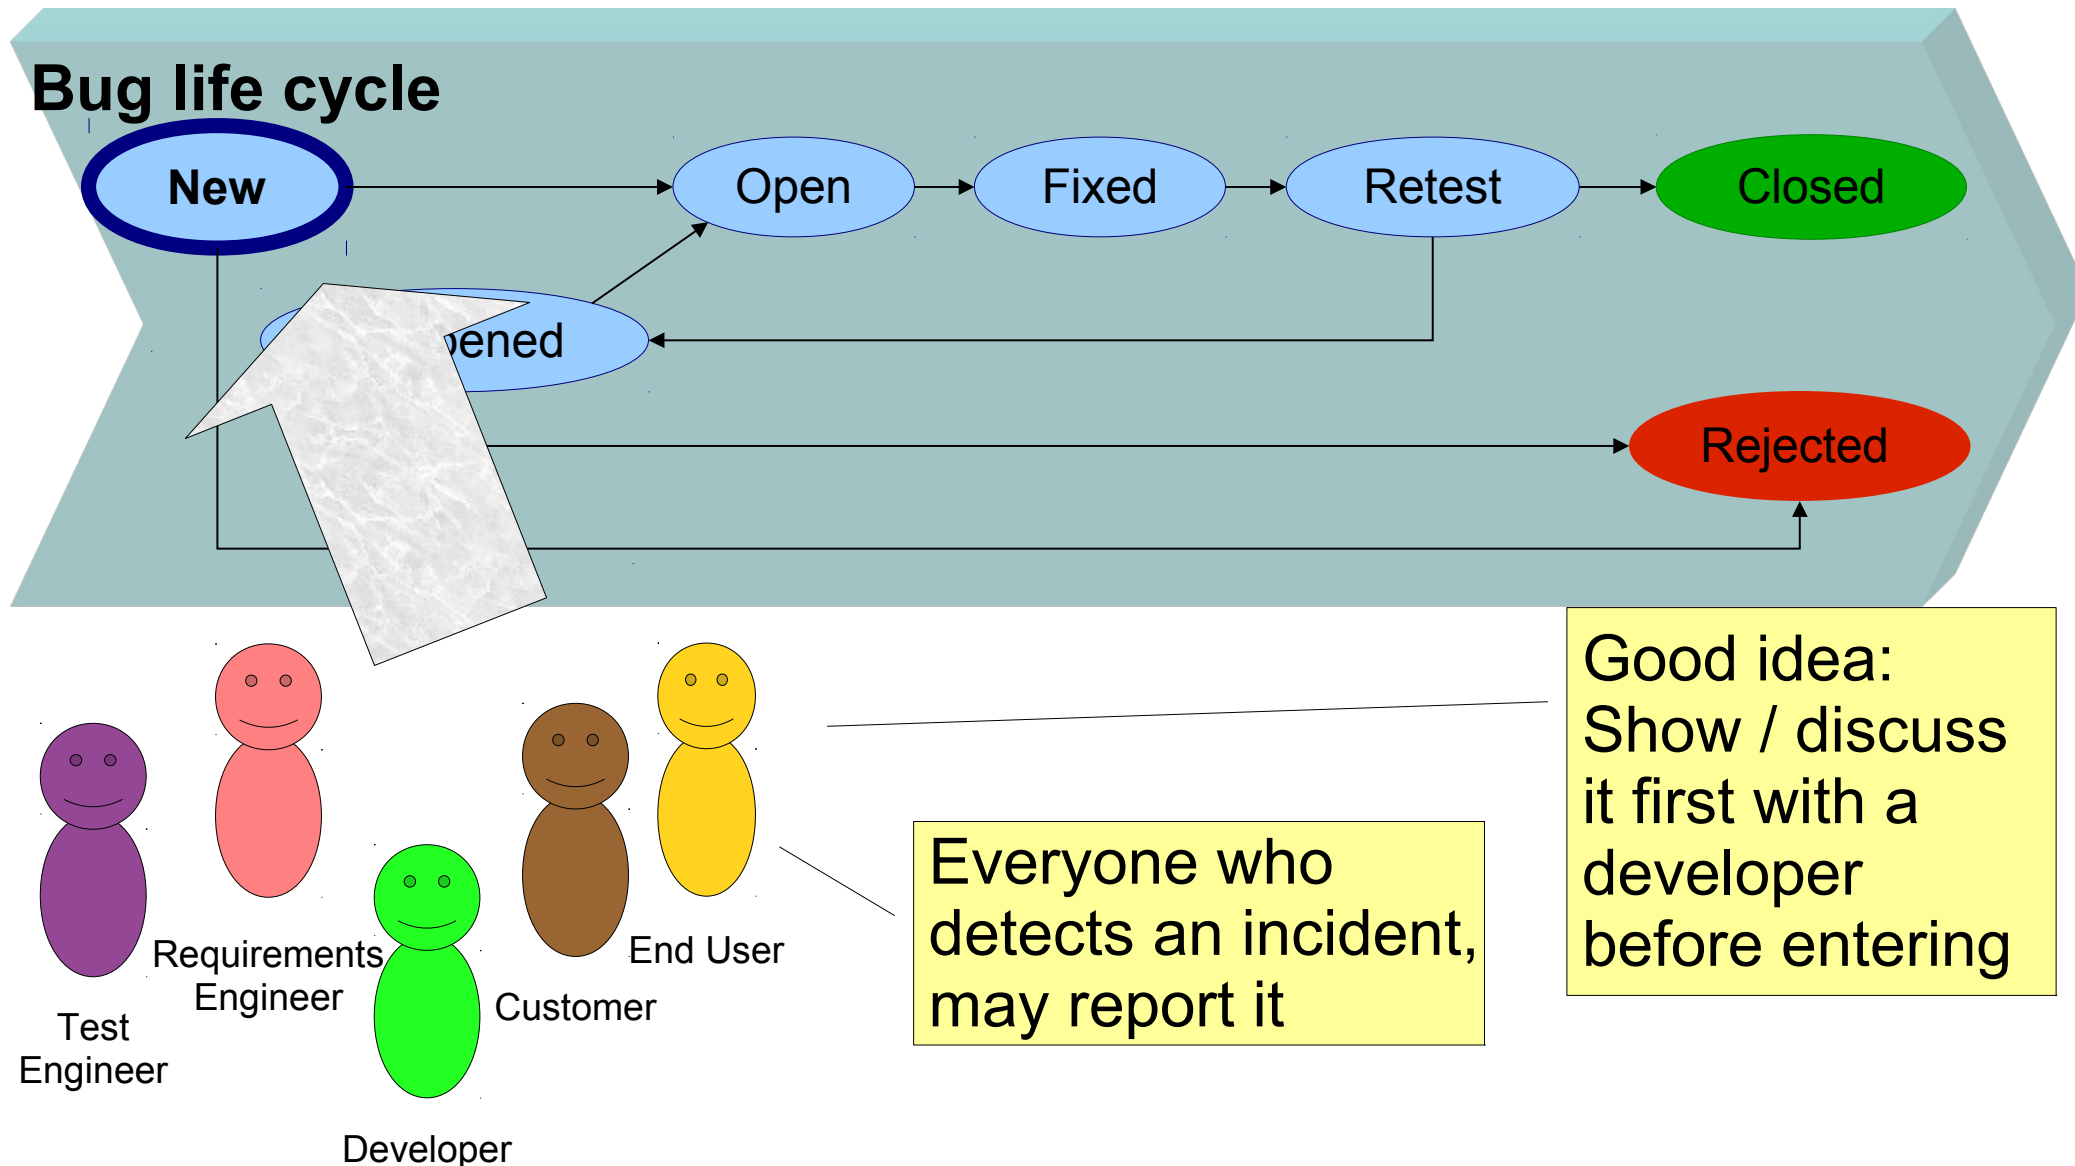 Bug life cycle
New
Open
Fixed
Retest
Closed
pened
Rejected
Good idea:
Show / discuss
it first with a
developer
before entering
Everyone who
detects an incident,
may report it
Requirements
Engineer
End User
Customer
Test
Engineer
Developer